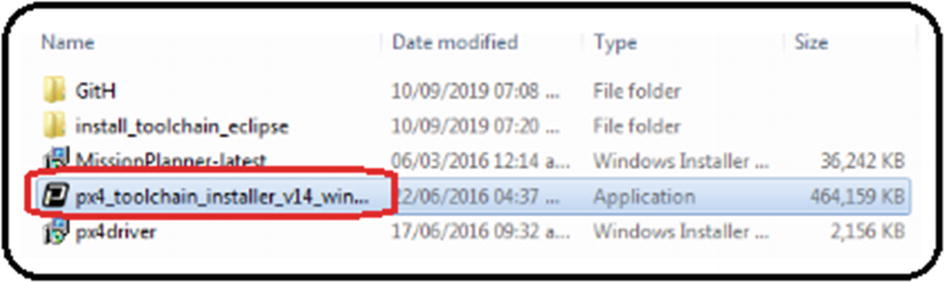 Name Date modified Type Size
GitH 10/09/2019 07:08 ... File folder
install_toolchain_eclipse 10/09/2019 07:20 ... File folder
MissionPlanner-latest 06/03/2016 12:14 a... Windows Installer ... 36,242 KB
px4_toolchain_installer_v14_win... 22/06/2016 04:37 ... Application 464,159 KB
px4driver 17/06/2016 09:32 a... Windows Installer ... 2,156 KB